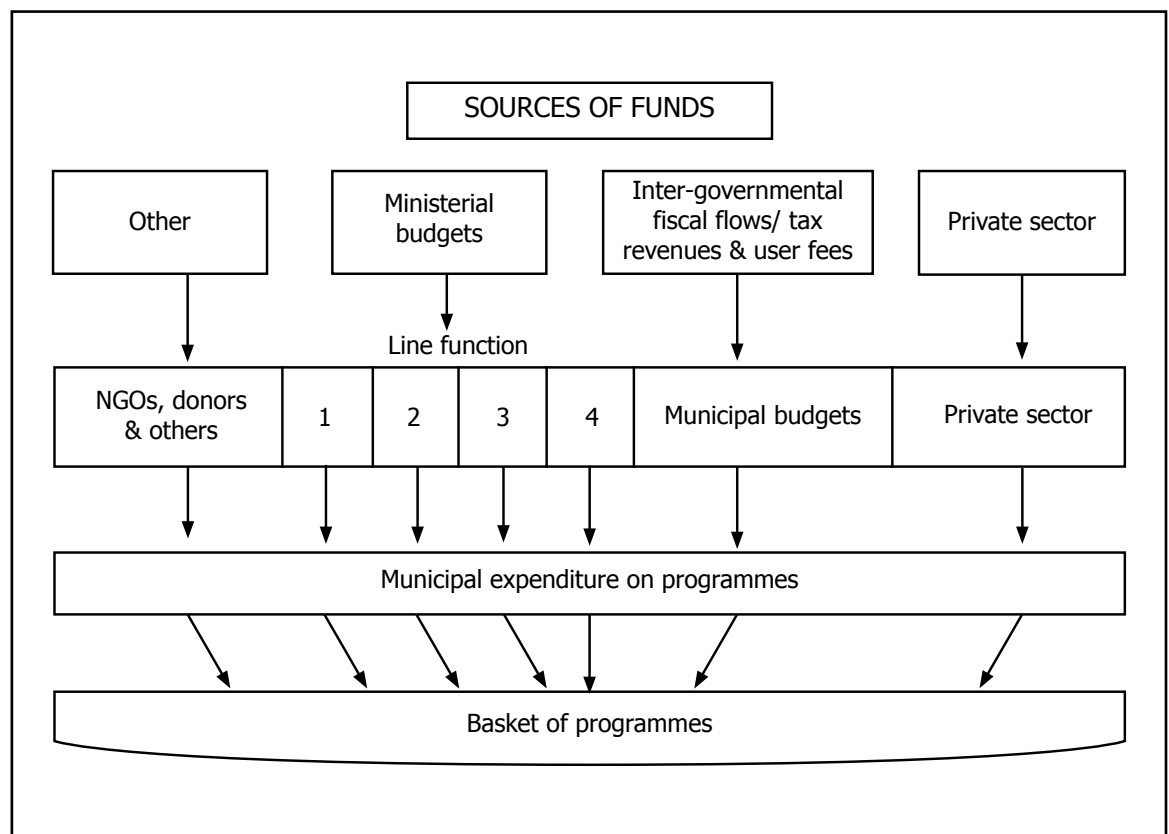 SOURCES OF FUNDS
Other
Ministerial
budgets
Inter-governmental
fiscal flows/ tax
revenues & user fees
Private sector
Line function
NGOs, donors
& others
1
2
3
4
Municipal budgets
Private sector
Municipal expenditure on programmes
Basket of programmes